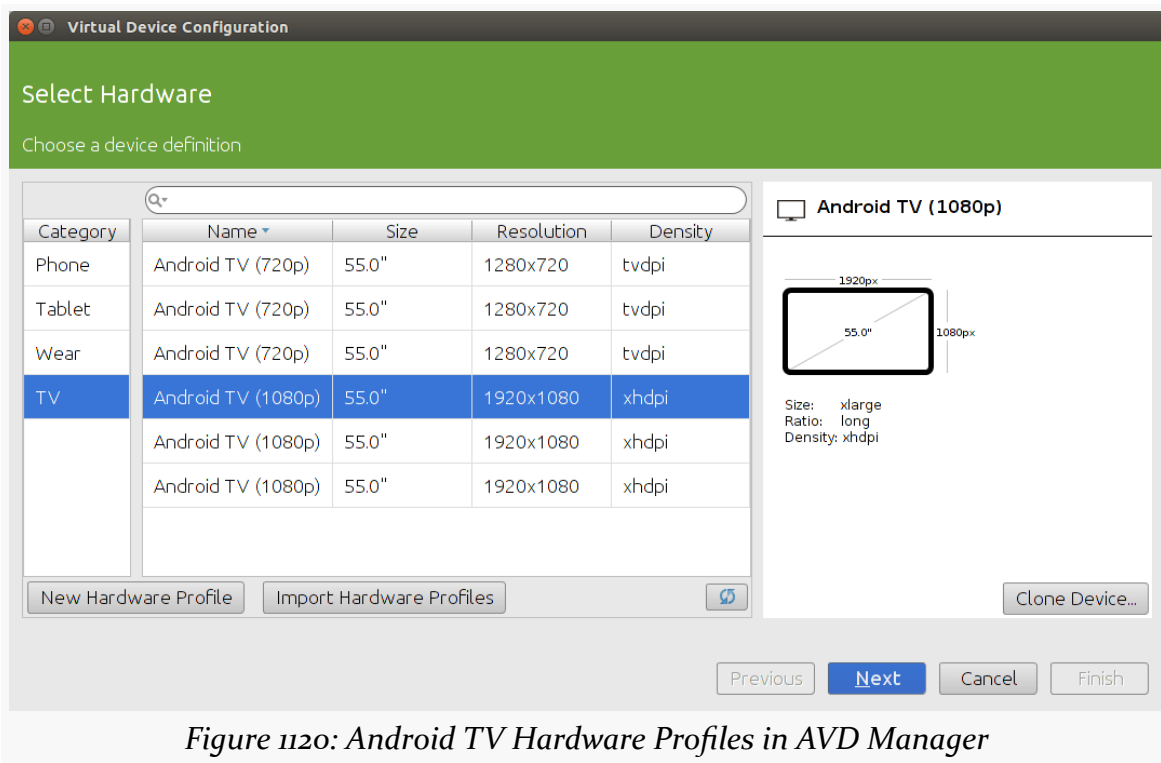 Virtual Device Configuration
Select Hardware
Choose a device definition
Category
Name
Size
Resolution
Density
Phone
Android TV (720p)
55.0"
1280x720
tvdpi
Tablet
Android TV (720p)
55.0"
1280x720
tvdpi
Wear
Android TV (720p)
55.0"
1280x720
tvdpi
TV
Android TV (1080p)
55.0"
1920x1080
xhdpi
Android TV (1080p)
55.0"
1920x1080
xhdpi
Android TV (1080p)
55.0"
1920x1080
xhdpi
New Hardware Profile
Import Hardware Profiles
Android TV (1080p)
1920px
55.0"
1080px
Size: xlarge
Ratio: long
Density: xhdpi
Clone Device...
Previous
Next
Cancel
Finish
Figure 1120: Android TV Hardware Profiles in AVD Manager